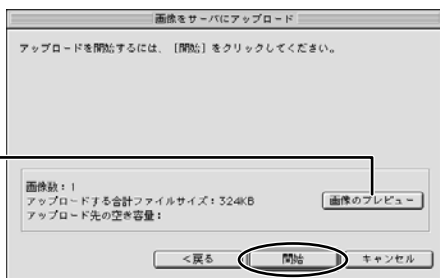 画像をサーバにアップロード
アップロードを開始するには、［開始］をクリックしてください。
画像数：1
アップロードする合計ファイルサイズ：324KB
画像のプレビュー
アップロード先の空き容量：
<戻る
開始
キャンセル